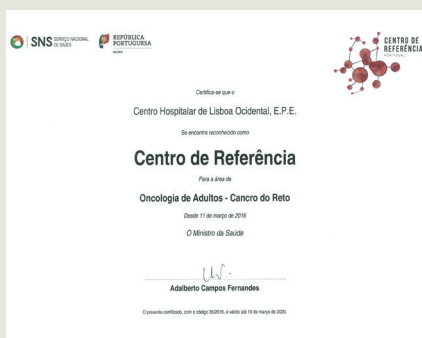 SNS SERVIÇO NACIONAL DE SAÚDE
REPÚBLICA PORTUGUESA
SAÚDE
CENTRO DE REFERÊNCIA
PORTUGAL
Certifica-se que o
Centro Hospitalar de Lisboa Ocidental, E.P.E.
Se encontra reconhecido como
Centro de Referência
Para a área de
Oncologia de Adultos - Cancro do Reto
Desde 11 de março de 2016
O Ministro da Saúde
Adalberto Campos Fernandes
O presente certificado, com o código 35/2016, é válido até 10 de março de 2020.